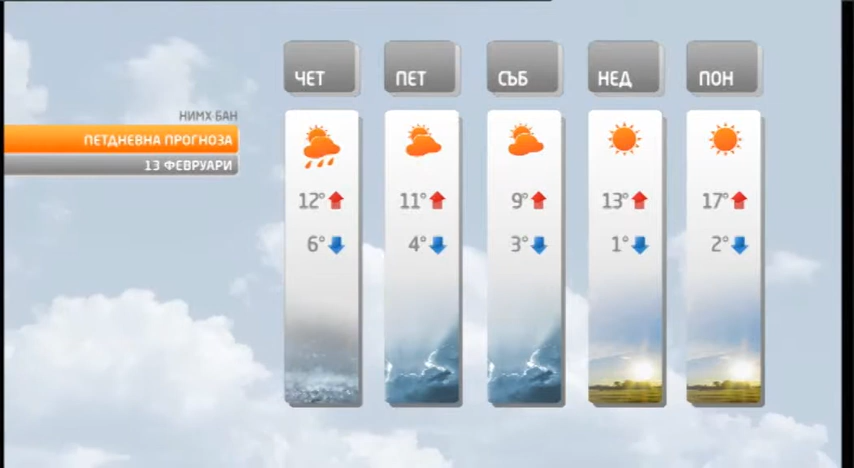 НИМХ-БАН
ПЕТДНЕВНА ПРОГНОЗА
13 ФЕВРУАРИ
ЧЕТ ПЕТ СЪБ НЕД ПОН
12° 11° 9° 13° 17°
6° 4° 3° 1° 2°